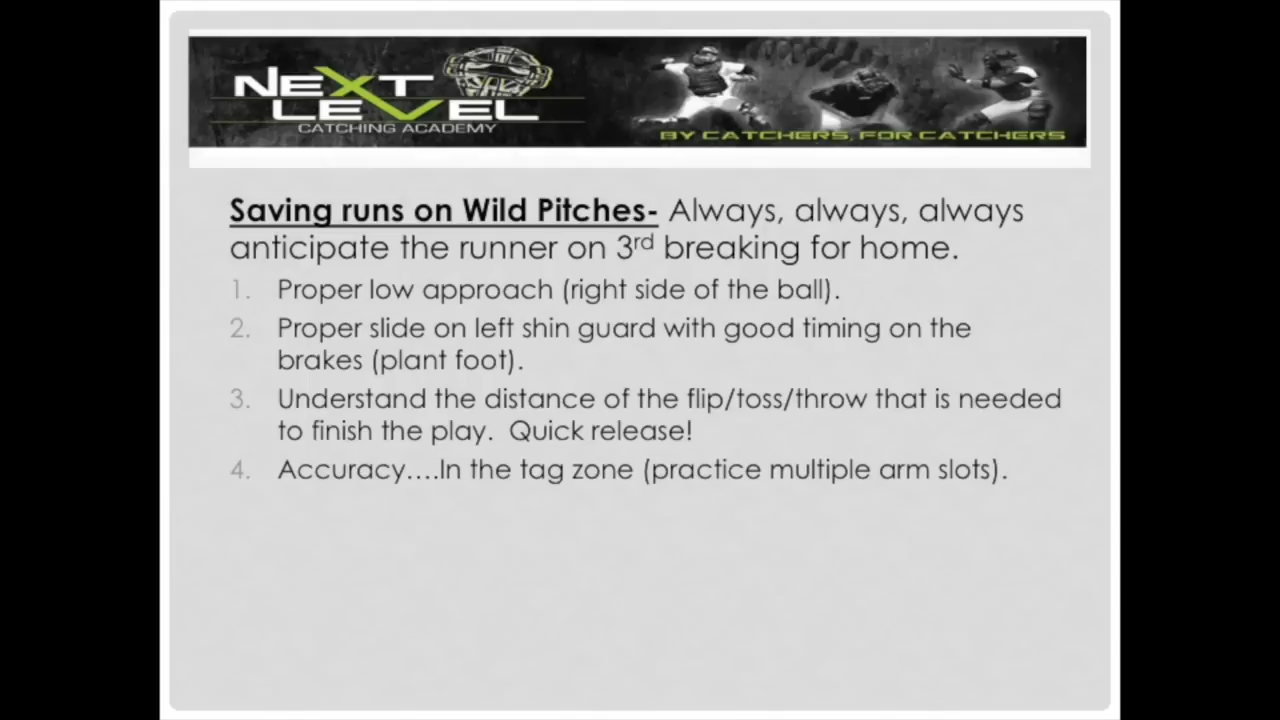 NEXT
LEVEL
CATCHING ACADEMY
BY CATCHERS, FOR CATCHERS
Saving runs on Wild Pitches- Always, always, always
anticipate the runner on 3rd breaking for home.
1. Proper low approach (right side of the ball).
2. Proper slide on left shin guard with good timing on the
brakes (plant foot).
3. Understand the distance of the flip/toss/throw that is needed
to finish the play. Quick release!
4. Accuracy....In the tag zone (practice multiple arm slots).